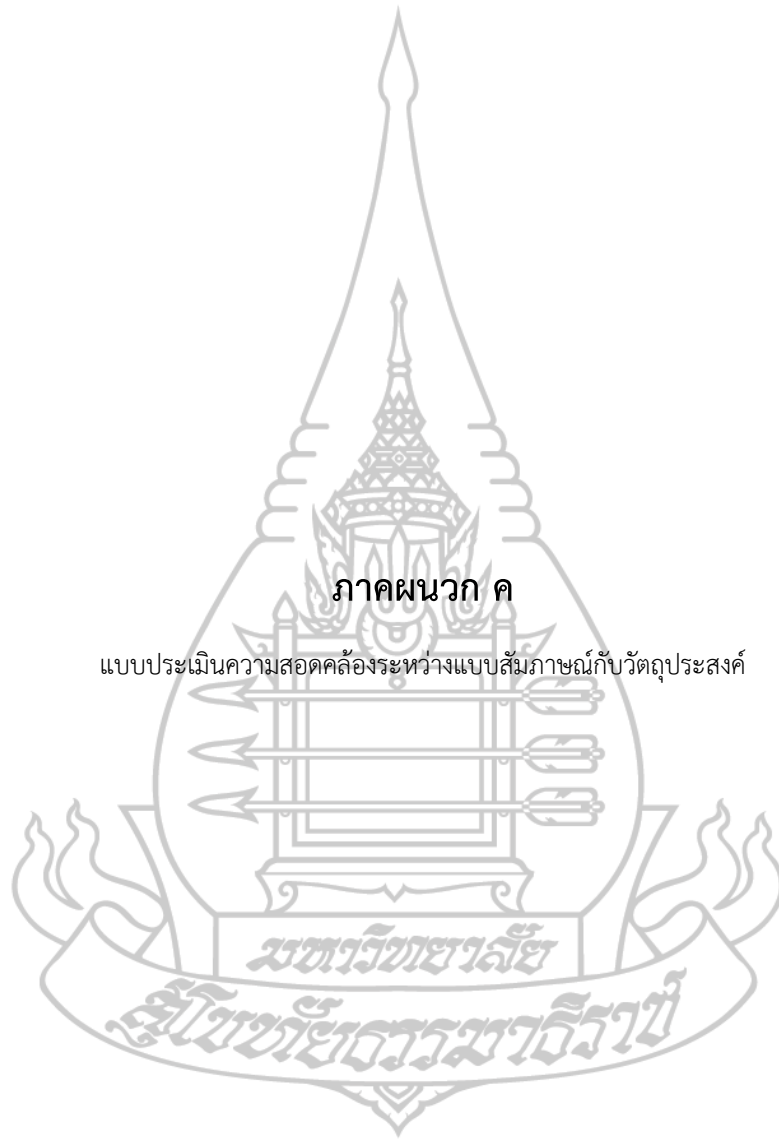 ภาคผนวก ค
แบบประเมินความสอดคล้องระหว่างแบบสัมภาษณ์กับวัตถุประสงค์
มหาวิทยาลัย
สุโขทัยธรรมาธิราช